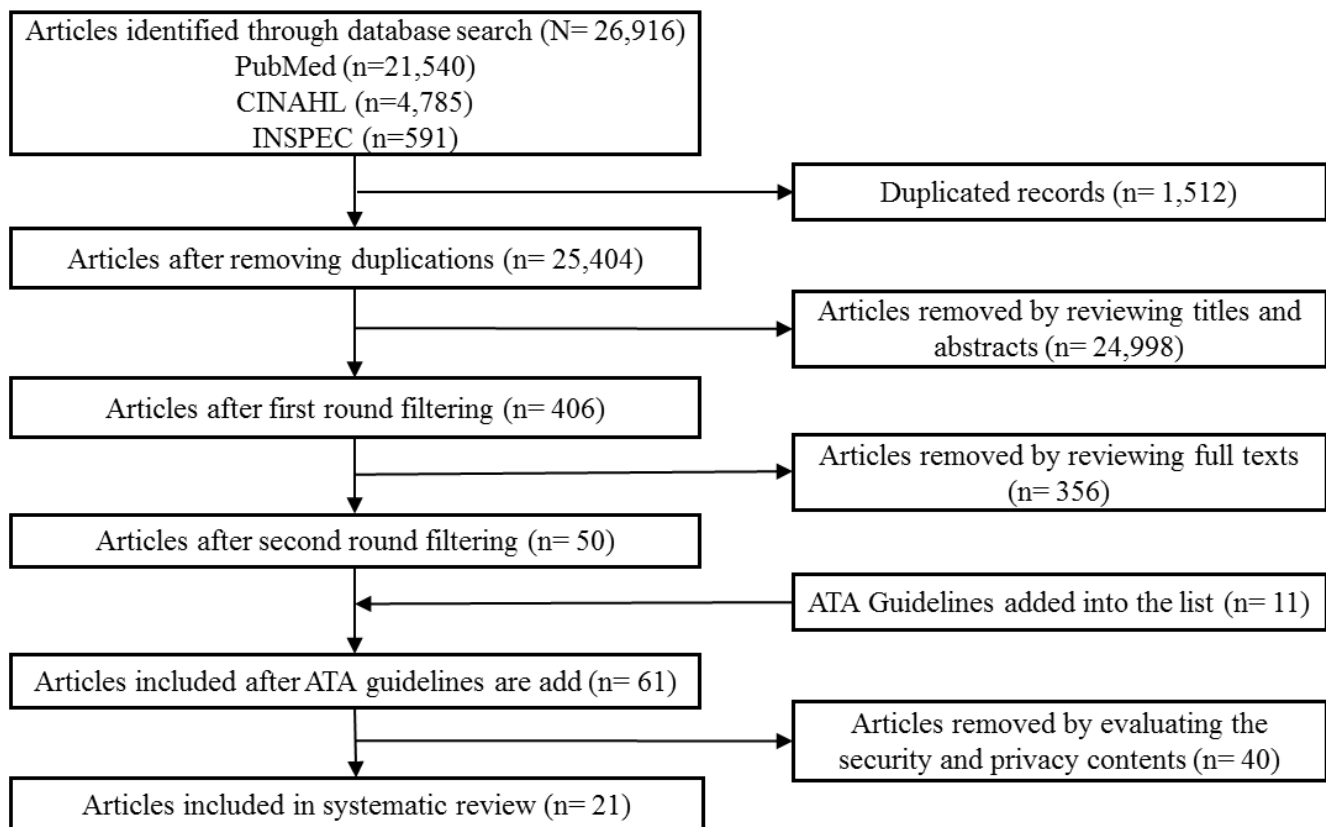 Articles identified through database search (N= 26,916)
PubMed (n=21,540)
CINAHL (n=4,785)
INSPEC (n=591)
Duplicated records (n= 1,512)
Articles after removing duplications (n= 25,404)
Articles removed by reviewing titles and
abstracts (n= 24,998)
Articles after first round filtering (n= 406)
Articles removed by reviewing full texts
(n= 356)
Articles after second round filtering (n= 50)
ATA Guidelines added into the list (n= 11)
Articles included after ATA guidelines are add (n= 61)
Articles removed by evaluating the
security and privacy contents (n= 40)
Articles included in systematic review (n= 21)